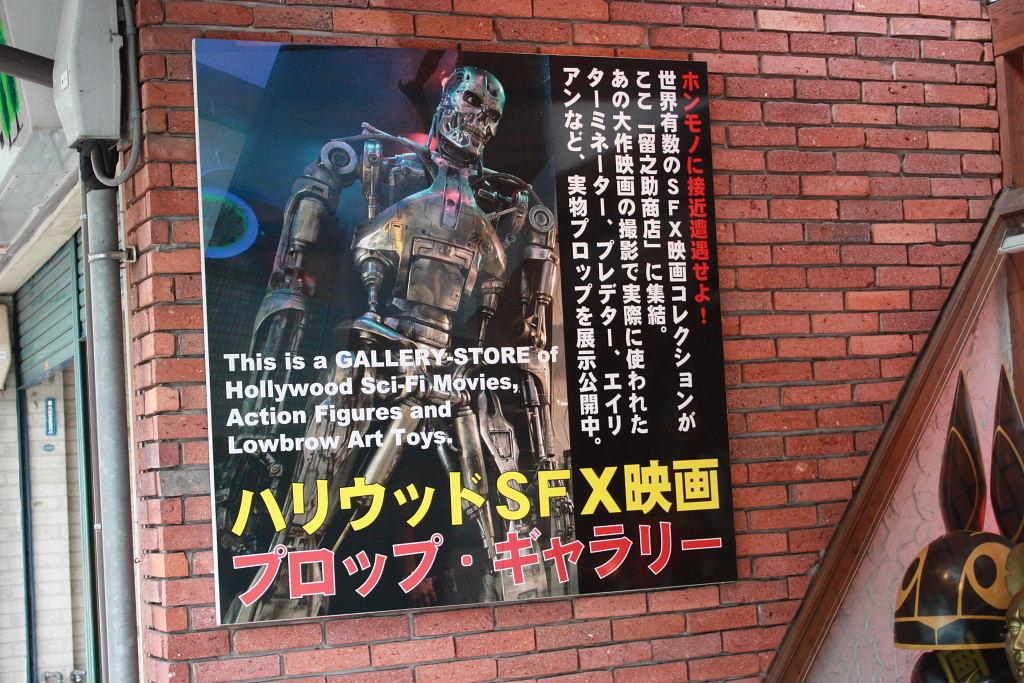 ホンモノに接近遭遇せよ！
世界有数のSFX映画コレクションが
ここ「留之助商店」に集結。
あの大作映画の撮影で実際に使われた
ターミネーター、プレデター、エイリ
アンなど、実物プロップを展示公開中。
This is a GALLERY-STORE of
Hollywood Sci-Fi Movies,
Action Figures and
Lowbrow Art Toys.
ハリウッドSFX映画
プロップ・ギャラリー